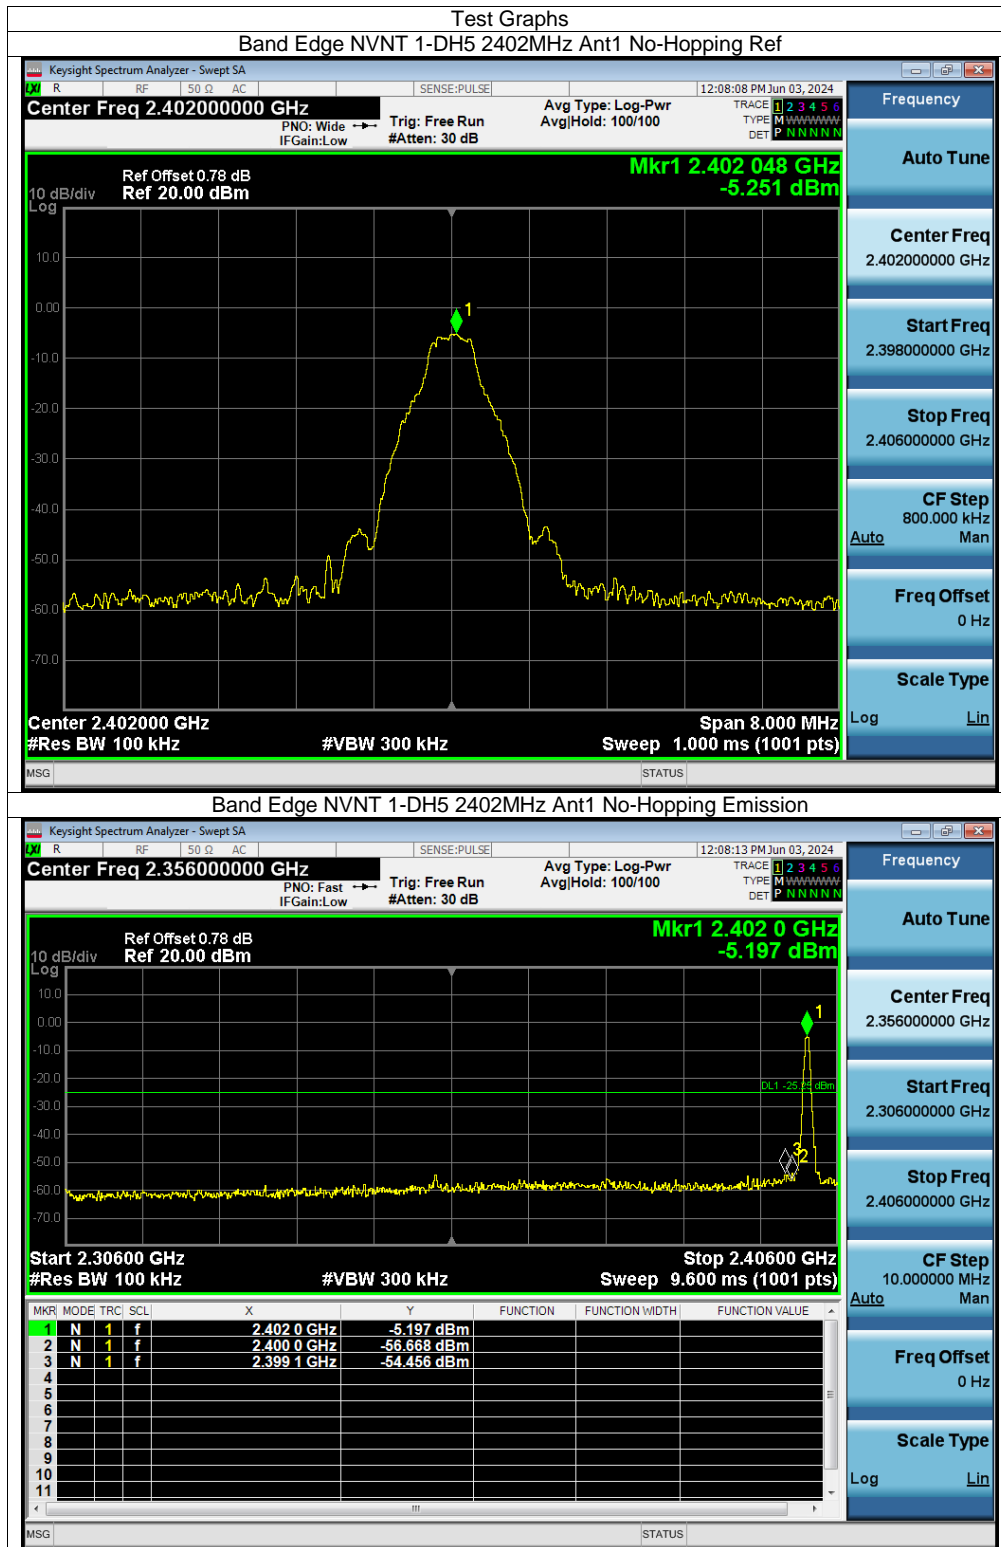 Test Graphs
Band Edge NVNT 1-DH5 2402MHz Ant1 No-Hopping Ref
Keysight Spectrum Analyzer - Swept SA
LXI R RF 50 Ω AC SENSE:PULSE 12:08:08 PM Jun 03, 2024
Center Freq 2.402000000 GHz Avg Type: Log-Pwr TRACE 1 2 3 4 5 6
PNO: Wide Trig: Free Run Avg|Hold: 100/100 TYPE M WWWWW
IFGain:Low #Atten: 30 dB DET P N N N N N
Frequency
Auto Tune
Center Freq
2.402000000 GHz
Start Freq
2.398000000 GHz
Stop Freq
2.406000000 GHz
CF Step
800.000 kHz
Auto Man
Freq Offset
0 Hz
Scale Type
Log Lin
Mkr1 2.402 048 GHz
-5.251 dBm
Ref Offset 0.78 dB
10 dB/div Ref 20.00 dBm
Log
10.0
0.00
-10.0
-20.0
-30.0
-40.0
-50.0
-60.0
-70.0
1
Center 2.402000 GHz Span 8.000 MHz
#Res BW 100 kHz #VBW 300 kHz Sweep 1.000 ms (1001 pts)
MSG STATUS
Band Edge NVNT 1-DH5 2402MHz Ant1 No-Hopping Emission
Keysight Spectrum Analyzer - Swept SA
LXI R RF 50 Ω AC SENSE:PULSE 12:08:13 PM Jun 03, 2024
Center Freq 2.356000000 GHz Avg Type: Log-Pwr TRACE 1 2 3 4 5 6
PNO: Fast Trig: Free Run Avg|Hold: 100/100 TYPE M WWWWW
IFGain:Low #Atten: 30 dB DET P N N N N N
Frequency
Auto Tune
Center Freq
2.356000000 GHz
Start Freq
2.306000000 GHz
Stop Freq
2.406000000 GHz
CF Step
10.000000 MHz
Auto Man
Freq Offset
0 Hz
Scale Type
Log Lin
Mkr1 2.402 0 GHz
-5.197 dBm
Ref Offset 0.78 dB
10 dB/div Ref 20.00 dBm
Log
10.0
0.00
-10.0
-20.0
-30.0
-40.0
-50.0
-60.0
-70.0
1
DL1 -25.25 dBm
3
2
Start 2.30600 GHz Stop 2.40600 GHz
#Res BW 100 kHz #VBW 300 kHz Sweep 9.600 ms (1001 pts)
MKR MODE TRC SCL X Y FUNCTION FUNCTION WIDTH FUNCTION VALUE
1 N 1 f 2.402 0 GHz -5.197 dBm
2 N 1 f 2.400 0 GHz -56.668 dBm
3 N 1 f 2.399 1 GHz -54.456 dBm
4
5
6
7
8
9
10
11
MSG STATUS